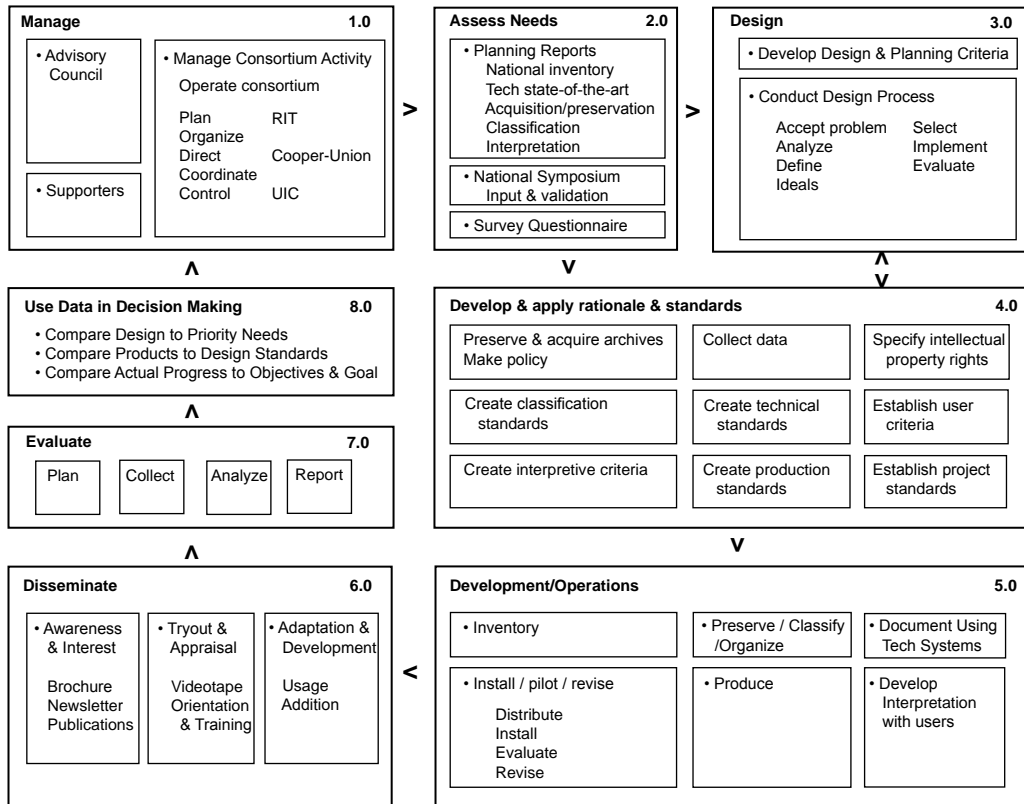 Manage 1.0
• Advisory
Council
• Supporters
• Manage Consortium Activity
Operate consortium
Plan RIT
Organize
Direct Cooper-Union
Coordinate
Control UIC
>
Assess Needs 2.0
• Planning Reports
National inventory
Tech state-of-the-art
Acquisition/preservation
Classification
Interpretation
• National Symposium
Input & validation
• Survey Questionnaire
>
Design 3.0
• Develop Design & Planning Criteria
• Conduct Design Process
Accept problem Select
Analyze Implement
Define Evaluate
Ideals
Develop & apply rationale & standards 4.0
Preserve & acquire archives
Make policy
Collect data
Specify intellectual
property rights
Create classification
standards
Create technical
standards
Establish user
criteria
Create interpretive criteria
Create production
standards
Establish project
standards
Development/Operations 5.0
• Inventory
• Preserve / Classify
/Organize
• Document Using
Tech Systems
• Install / pilot / revise
Distribute
Install
Evaluate
Revise
• Produce
• Develop
Interpretation
with users
<
Disseminate 6.0
• Awareness
& Interest
Brochure
Newsletter
Publications
• Tryout &
Appraisal
Videotape
Orientation
& Training
• Adaptation &
Development
Usage
Addition
Evaluate 7.0
Plan
Collect
Analyze
Report
Use Data in Decision Making 8.0
• Compare Design to Priority Needs
• Compare Products to Design Standards
• Compare Actual Progress to Objectives & Goal